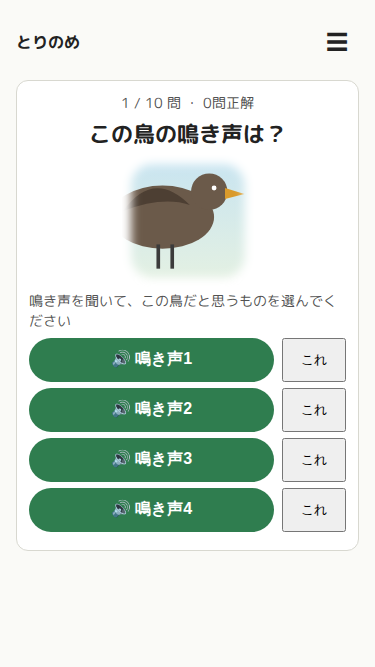 とりのめ
1 / 10 問 · 0問正解
この鳥の鳴き声は？
鳴き声を聞いて、この鳥だと思うものを選んでく
ださい
🔊 鳴き声1 これ
🔊 鳴き声2 これ
🔊 鳴き声3 これ
🔊 鳴き声4 これ